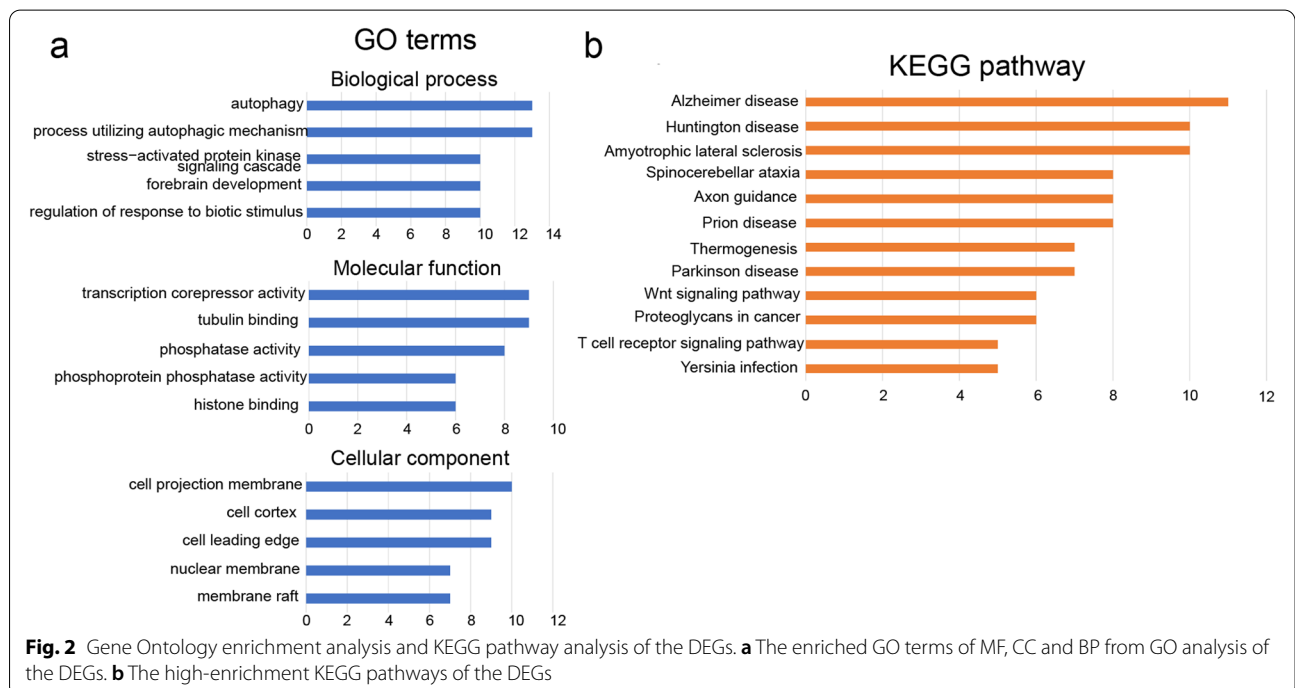 a
GO terms
Biological process
autophagy
process utilizing autophagic mechanism
stress−activated protein kinase
signaling cascade
forebrain development
regulation of response to biotic stimulus
0 2 4 6 8 10 12 14
Molecular function
transcription corepressor activity
tubulin binding
phosphatase activity
phosphoprotein phosphatase activity
histone binding
0 2 4 6 8 10
Cellular component
cell projection membrane
cell cortex
cell leading edge
nuclear membrane
membrane raft
0 2 4 6 8 10 12
b
KEGG pathway
Alzheimer disease
Huntington disease
Amyotrophic lateral sclerosis
Spinocerebellar ataxia
Axon guidance
Prion disease
Thermogenesis
Parkinson disease
Wnt signaling pathway
Proteoglycans in cancer
T cell receptor signaling pathway
Yersinia infection
0 2 4 6 8 10 12
Fig. 2 Gene Ontology enrichment analysis and KEGG pathway analysis of the DEGs. a The enriched GO terms of MF, CC and BP from GO analysis of
the DEGs. b The high-enrichment KEGG pathways of the DEGs